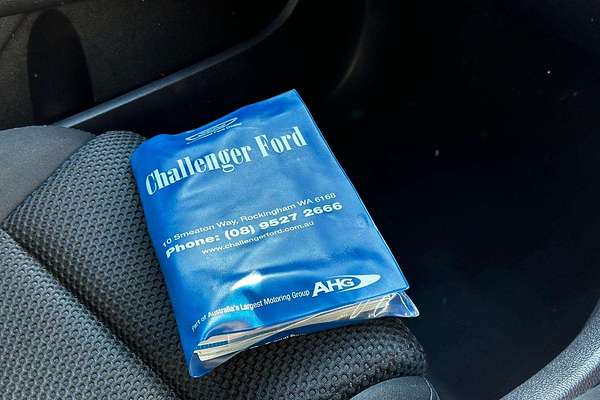 Challenger Ford
10 Smeaton Way, Rockingham WA 6168
Phone: (08) 9527 2666
www.challengerford.com.au
Part of Australia's Largest Motoring Group AHG